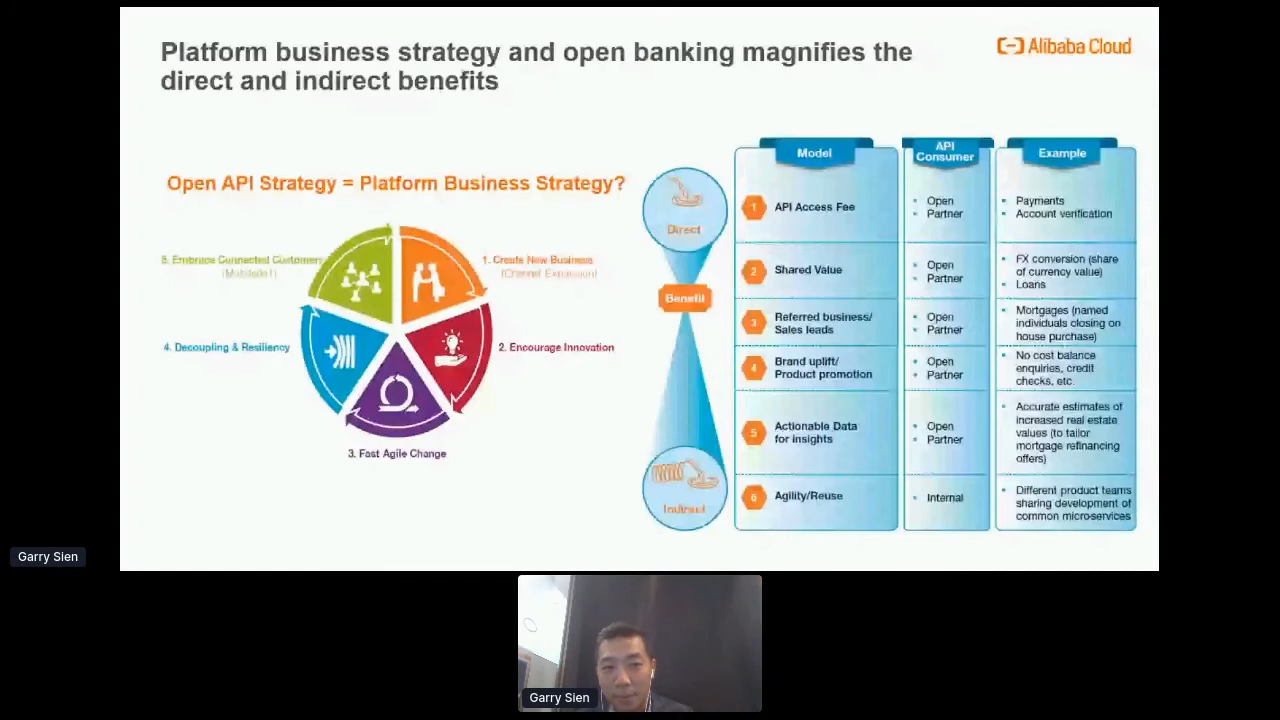 Platform business strategy and open banking magnifies the
direct and indirect benefits
Alibaba Cloud
Open API Strategy = Platform Business Strategy?
5. Embrace Connected Customers
1. Create New Business
(Channel Expansion)
4. Decoupling & Resiliency
2. Encourage Innovation
3. Fast Agile Change
Direct
Benefit
Indirect
Model
API
Consumer
Example
1
API Access Fee
• Open
• Partner
• Payments
• Account verification
2
Shared Value
• Open
• Partner
• FX conversion (share
of currency value)
• Loans
3
Referred business/
Sales leads
• Open
• Partner
• Mortgages (named
individuals closing on
house purchase)
4
Brand uplift/
Product promotion
• Open
• Partner
• No cost balance
enquiries, credit
checks, etc.
5
Actionable Data
for insights
• Open
• Partner
• Accurate estimates of
increased real estate
values (to tailor
mortgage refinancing
offers)
6
Agility/Reuse
• Internal
• Different product teams
sharing development of
common microservices
Garry Sien
Garry Sien